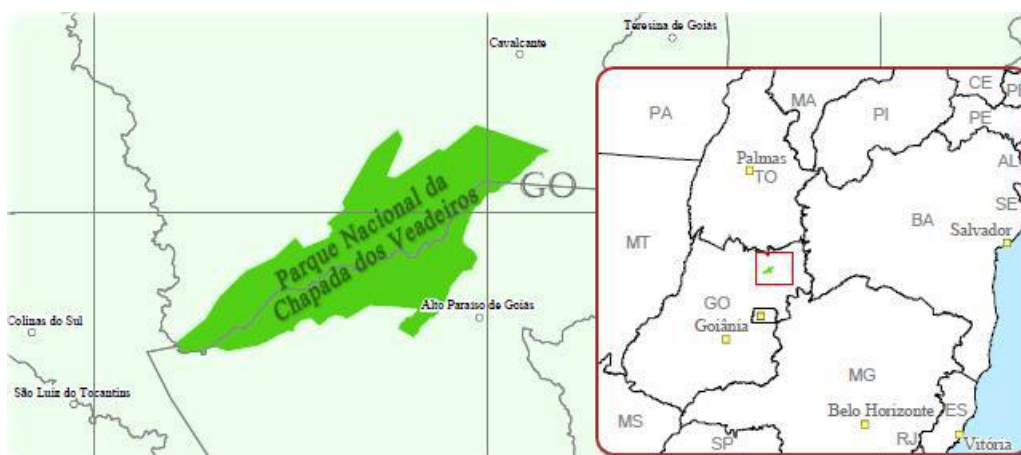 Teresina de Goiás
Cavalcante
GO
Parque Nacional da
Chapada dos Veadeiros
Alto Paraíso de Goiás
Colinas do Sul
São Luíz do Tocantins
CE
PA
MA
PI
PE
Palmas
TO
AL
SE
BA
Salvador
MT
GO
Goiânia
MG
Belo Horizonte
ES
MS
SP
RJ
Vitória